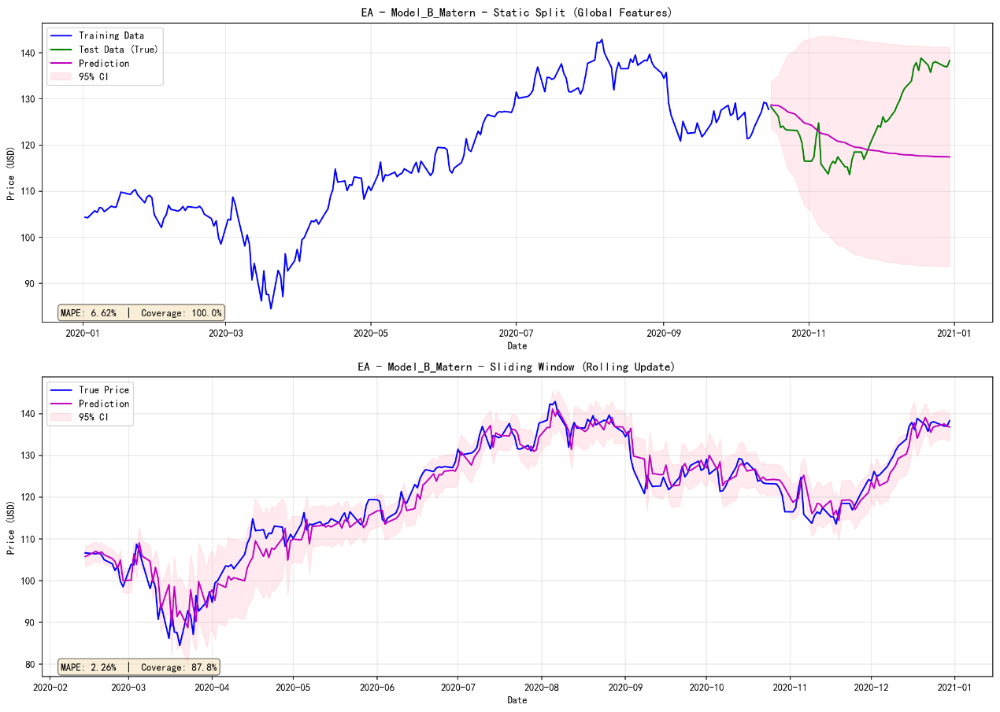 EA - Model_B_Matern - Static Split (Global Features)
Training Data
Test Data (True)
Prediction
95% CI
Price (USD)
140
130
120
110
100
90
MAPE: 6.62% | Coverage: 100.0%
2020-01
2020-03
2020-05
2020-07
2020-09
2020-11
2021-01
Date
EA - Model_B_Matern - Sliding Window (Rolling Update)
True Price
Prediction
95% CI
Price (USD)
140
130
120
110
100
90
80
MAPE: 2.26% | Coverage: 87.8%
2020-02
2020-03
2020-04
2020-05
2020-06
2020-07
2020-08
2020-09
2020-10
2020-11
2020-12
2021-01
Date